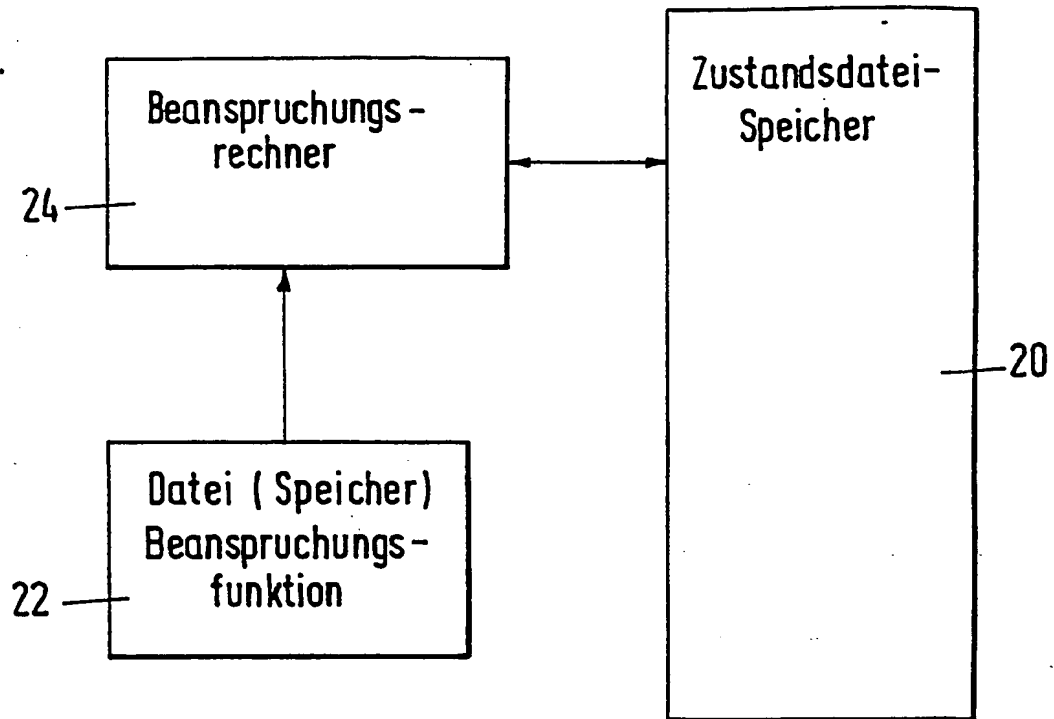 Beanspruchungs-
rechner
24
Zustandsdatei-
Speicher
20
Datei (Speicher)
Beanspruchungs-
funktion
22